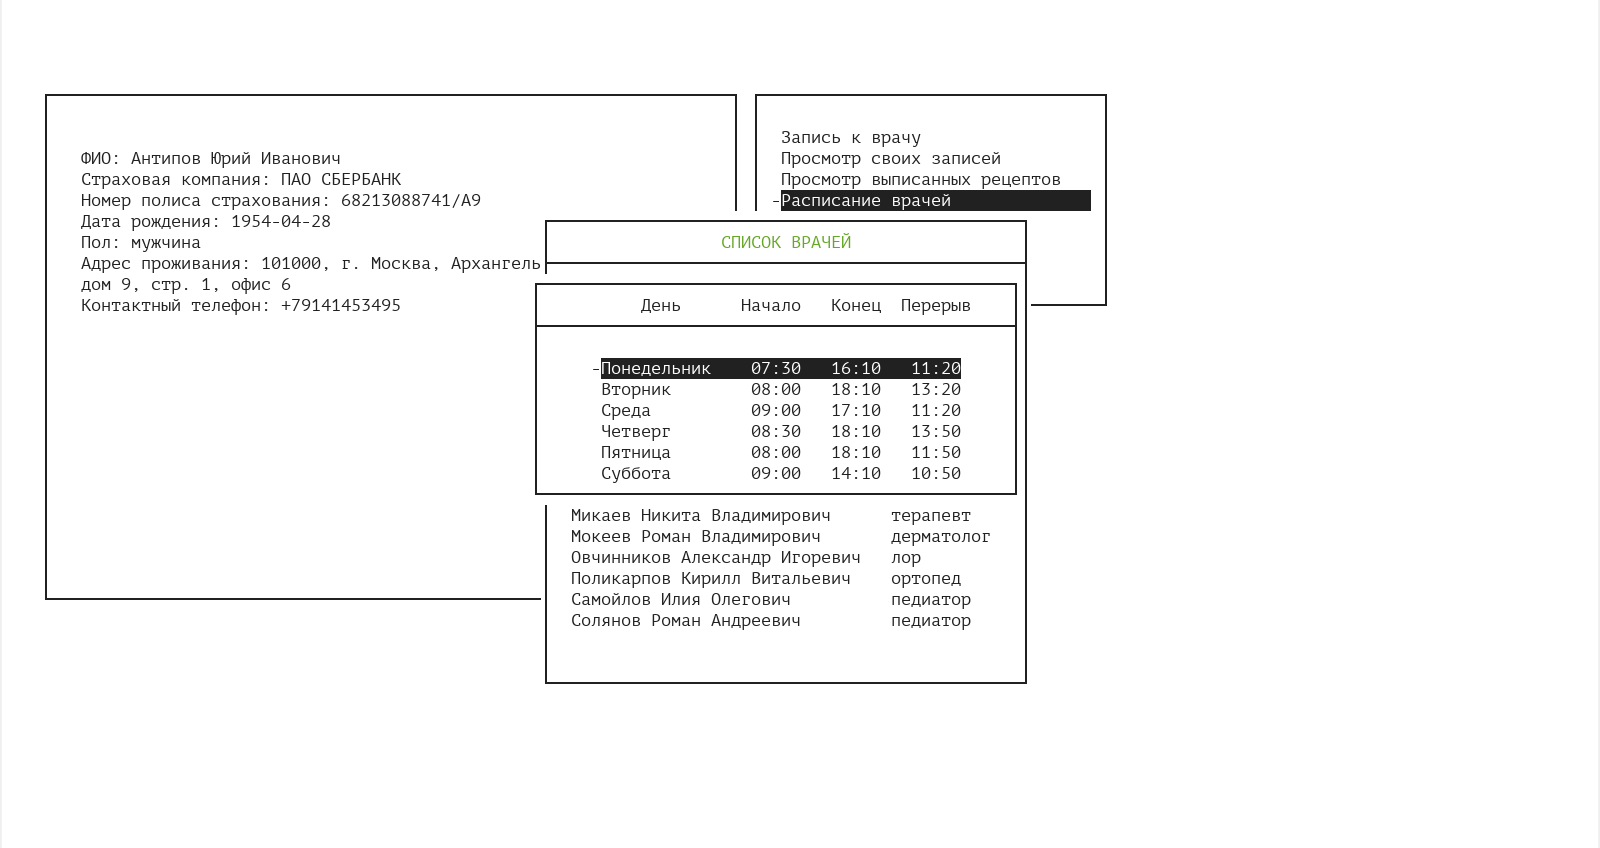 ФИО: Антипов Юрий Иванович
Страховая компания: ПАО СБЕРБАНК
Номер полиса страхования: 68213088741/А9
Дата рождения: 1954-04-28
Пол: мужчина
Адрес проживания: 101000, г. Москва, Архангель
дом 9, стр. 1, офис 6
Контактный телефон: +79141453495
Запись к врачу
Просмотр своих записей
Просмотр выписанных рецептов
-Расписание врачей
СПИСОК ВРАЧЕЙ
День Начало Конец Перерыв
-Понедельник 07:30 16:10 11:20
Вторник 08:00 18:10 13:20
Среда 09:00 17:10 11:20
Четверг 08:30 18:10 13:50
Пятница 08:00 18:10 11:50
Суббота 09:00 14:10 10:50
Микаев Никита Владимирович терапевт
Мокеев Роман Владимирович дерматолог
Овчинников Александр Игоревич лор
Поликарпов Кирилл Витальевич ортопед
Самойлов Илия Олегович педиатор
Солянов Роман Андреевич педиатор